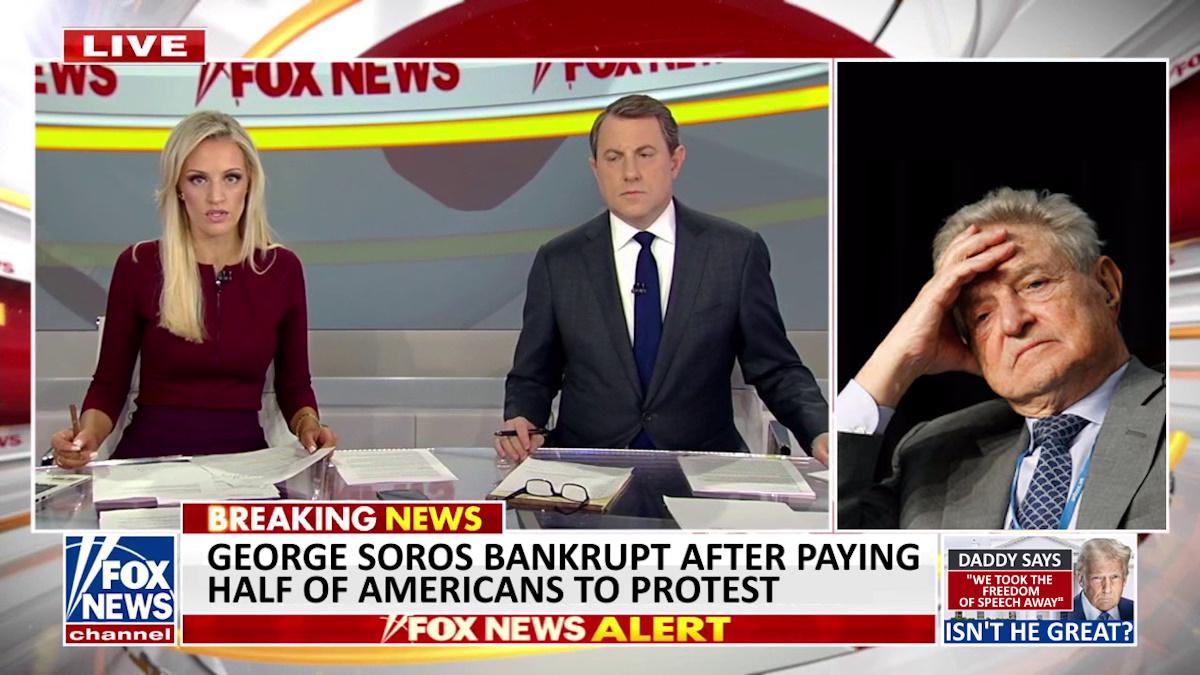 LIVE
EWS
FOX NEWS
FOX NEWS
BREAKING NEWS
GEORGE SOROS BANKRUPT AFTER PAYING
HALF OF AMERICANS TO PROTEST
FOX NEWS ALERT
FOX
NEWS
channel
DADDY SAYS
"WE TOOK THE
FREEDOM
OF SPEECH AWAY"
ISN'T HE GREAT?